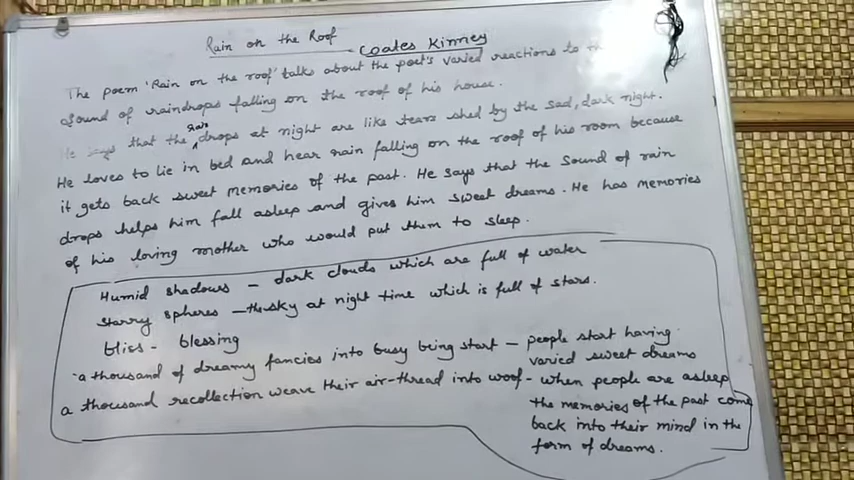 Rain on the Roof
- Coates Kinney
The poem 'Rain on the roof' talks about the poet's varied reactions to
sound of raindrops falling on the roof of his house.
He says that the rain drops at night are like tears shed by the sad, dark night.
He loves to lie in bed and hear rain falling on the roof of his room because
it gets back sweet memories of the past. He says that the sound of rain
drops helps him fall asleep and gives him sweet dreams. He has memories
of his loving mother who would put them to sleep.
Humid shadows - dark clouds which are full of water
starry spheres - the sky at night time which is full of stars.
bliss - blessing
a thousand of dreamy fancies into busy being start - people start having
varied sweet dreams
a thousand recollection weave their air-thread into woof - when people are asleep
the memories of the past come
back into their mind in the
form of dreams.